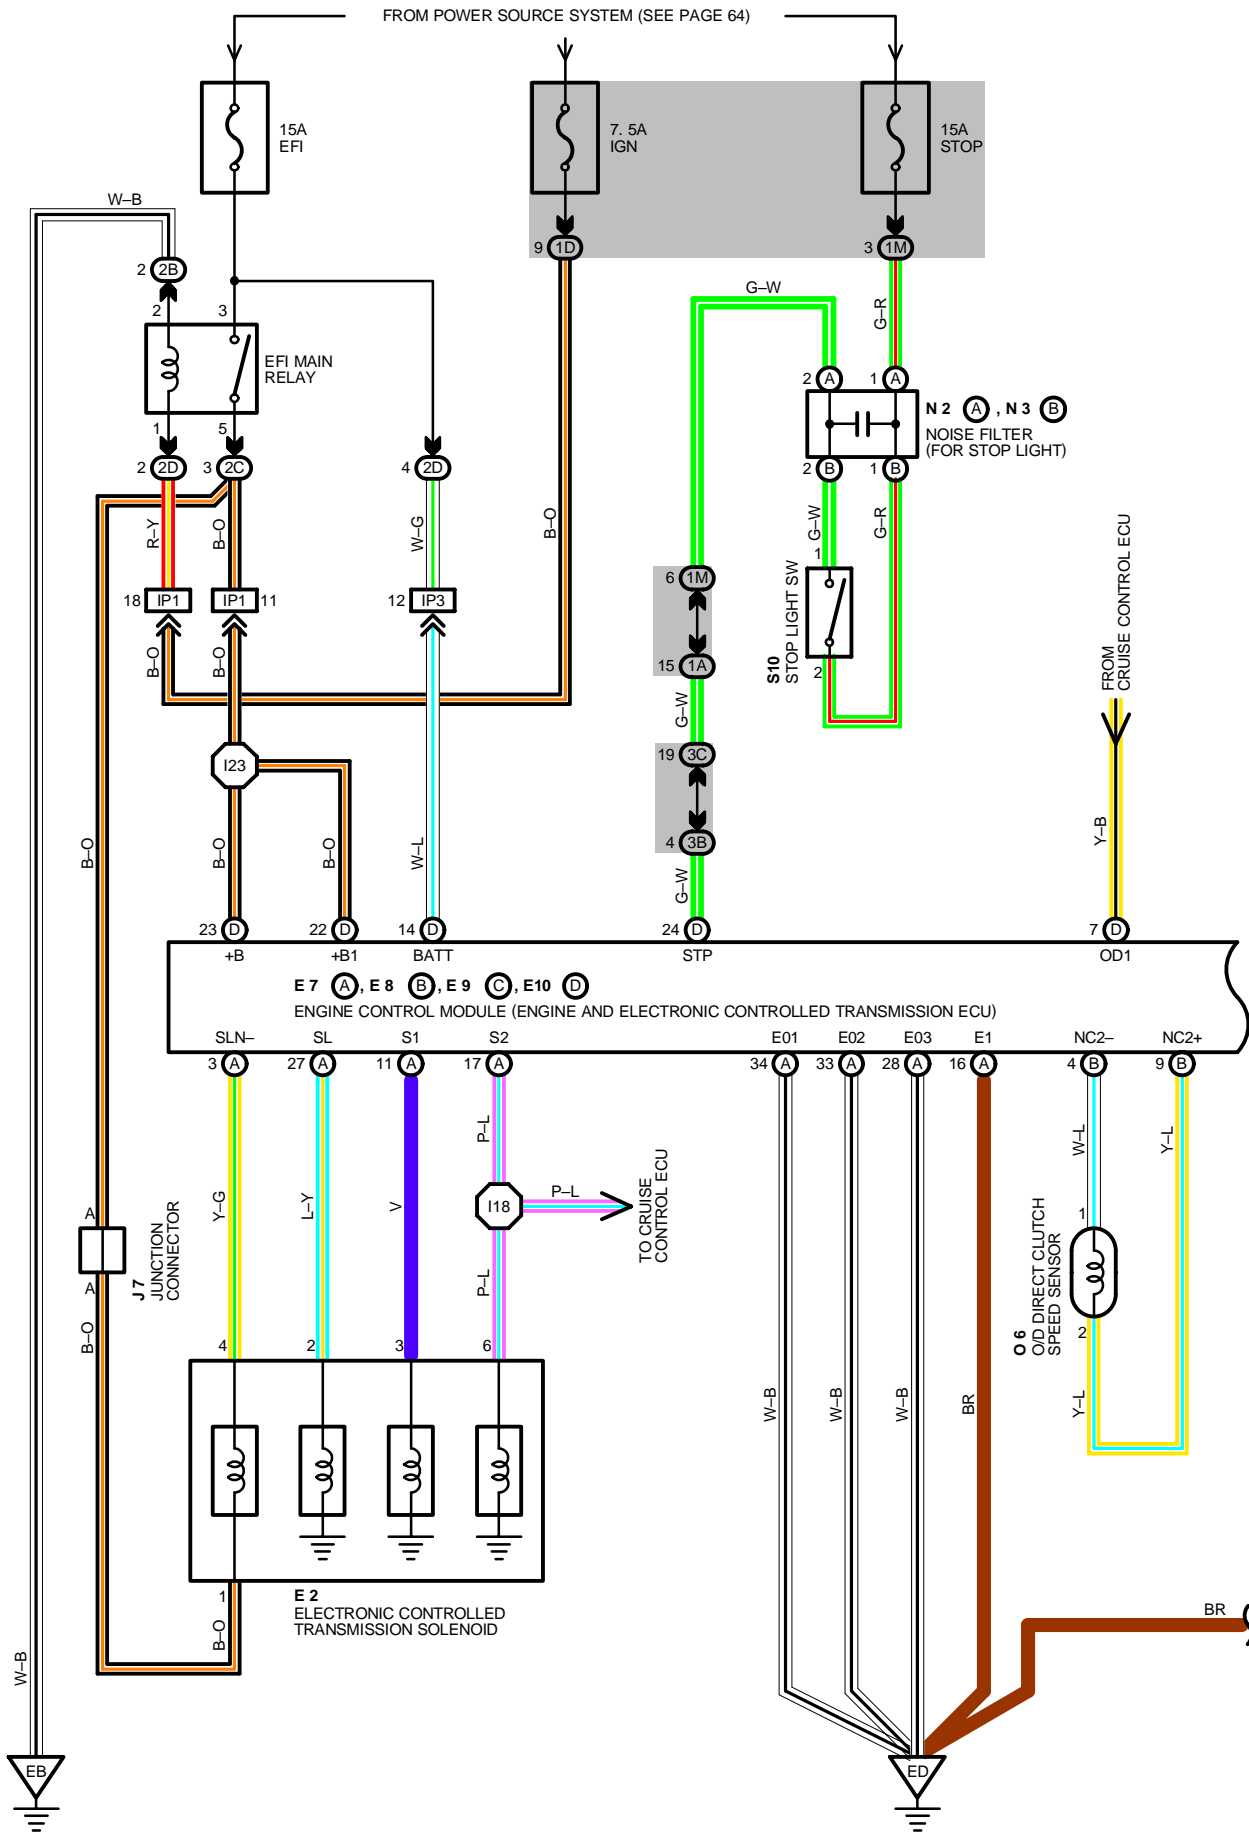 FROM POWER SOURCE SYSTEM (SEE PAGE 64)
15A
EFI
7. 5A
IGN
15A
STOP
W–B
9 1D
3 1M
2 2B
2 3
G–W
G–R
EFI MAIN
RELAY
2 A 1 A
N 2 A , N 3 B
NOISE FILTER
(FOR STOP LIGHT)
1 5
2 2D 3 2C 4 2D
2 B 1 B
R–Y B–O W–G B–O
G–W G–R
1
FROM
CRUISE CONTROL ECU
6 1M
18 IP1 IP1 11 12 IP3
S10
STOP LIGHT SW
15 1A
2
B–O B–O
G–W
19 3C
I23
4 3B
B–O B–O B–O W–L
G–W
Y–B
23 D 22 D 14 D 24 D 7 D
+B +B1 BATT STP OD1
E 7 A , E 8 B , E 9 C , E10 D
ENGINE CONTROL MODULE (ENGINE AND ELECTRONIC CONTROLLED TRANSMISSION ECU)
SLN– SL S1 S2 E01 E02 E03 E1 NC2– NC2+
3 A 27 A 11 A 17 A 34 A 33 A 28 A 16 A 4 B 9 B
P–L
W–L Y–L
Y–G L–Y V
I18
P–L
TO CRUISE
CONTROL ECU
A
J 7
JUNCTION
CONNECTOR
A
1
O 6
O/D DIRECT CLUTCH
SPEED SENSOR
2
P–L
B–O
4 2 3 6
W–B W–B W–B BR
Y–L
1
E 2
ELECTRONIC CONTROLLED
TRANSMISSION SOLENOID
B–O
BR
W–B
EB
ED